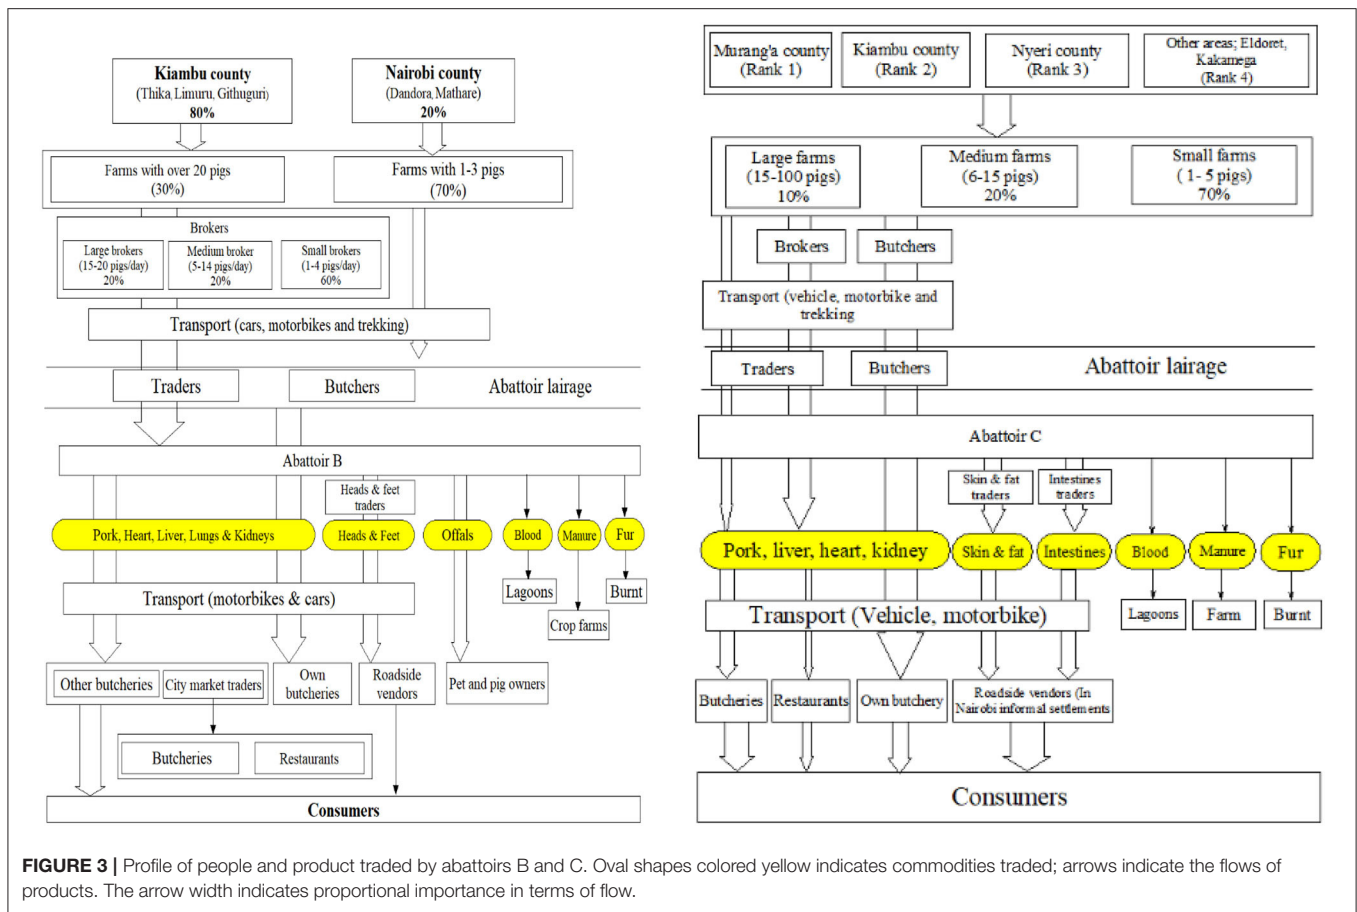 Kiambu county
(Thika, Limuru, Githuguri)
80%
Nairobi county
(Dandora, Mathare)
20%
Farms with over 20 pigs
(30%)
Farms with 1-3 pigs
(70%)
Brokers
Large brokers
(15-20 pigs/day)
20%
Medium broker
(5-14 pigs/day)
20%
Small brokers
(1-4 pigs/day)
60%
Transport (cars, motorbikes and trekking)
Traders
Butchers
Abattoir lairage
Abattoir B
Heads & feet
traders
Pork, Heart, Liver, Lungs & Kidneys
Heads & Feet
Offals
Blood
Manure
Fur
Transport (motorbikes & cars)
Lagoons
Burnt
Crop farms
Other butcheries
City market traders
Own
butcheries
Roadside
vendors
Pet and pig owners
Butcheries
Restaurants
Consumers
Murang'a county
(Rank 1)
Kiambu county
(Rank 2)
Nyeri county
(Rank 3)
Other areas; Eldoret,
Kakamega
(Rank 4)
Large farms
(15-100 pigs)
10%
Medium farms
(6-15 pigs)
20%
Small farms
( 1- 5 pigs)
70%
Brokers
Butchers
Transport (vehicle, motorbike and
trekking
Traders
Butchers
Abattoir lairage
Abattoir C
Skin & fat
traders
Intestines
traders
Pork, liver, heart, kidney
Skin & fat
Intestines
Blood
Manure
Fur
Transport (Vehicle, motorbike)
Lagoons
Farm
Burnt
Butcheries
Restaurants
Own butchery
Roadside vendors (In
Nairobi informal settlements
Consumers
FIGURE 3 | Profile of people and product traded by abattoirs B and C. Oval shapes colored yellow indicates commodities traded; arrows indicate the flows of
products. The arrow width indicates proportional importance in terms of flow.